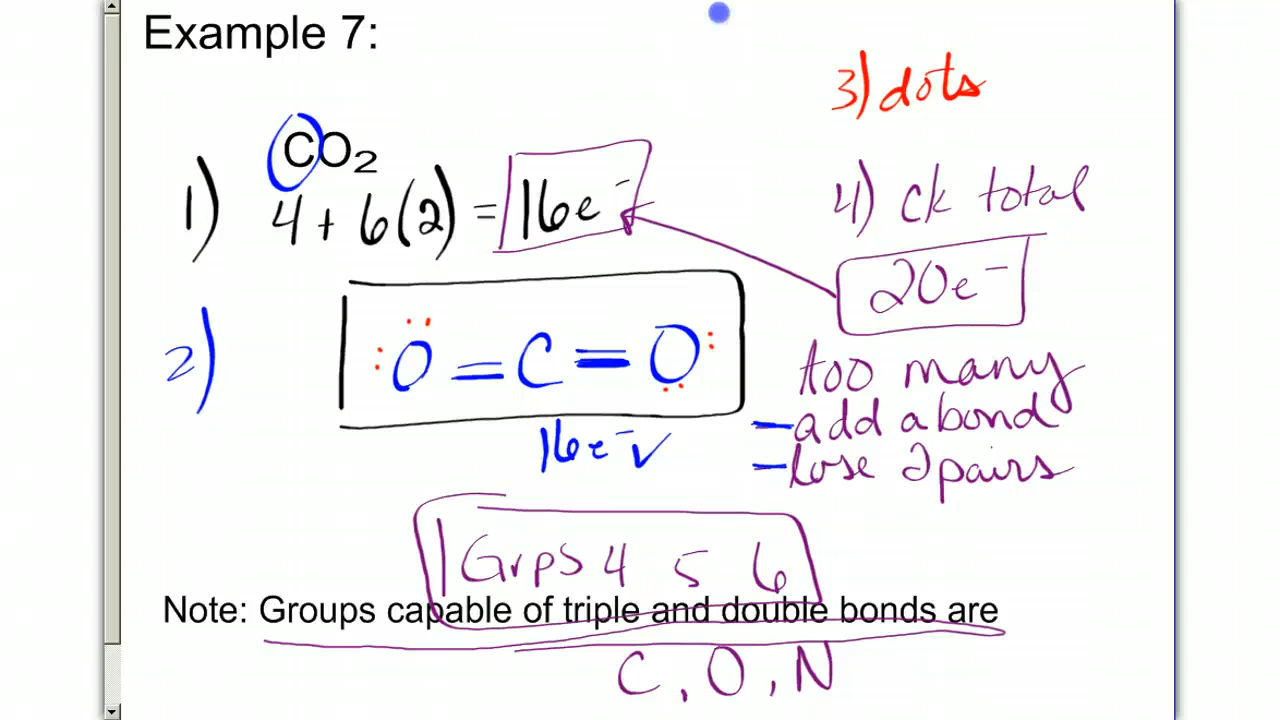 Example 7:
3) dots
CO₂
1) 4 + 6(2) = 16e⁻
4) ck total
20e⁻
2) :Ö = C = O:
too many
– add a bond
– lose 2 pairs
16e⁻ ✓
Grps 4 5 6
Note: Groups capable of triple and double bonds are
C, O, N